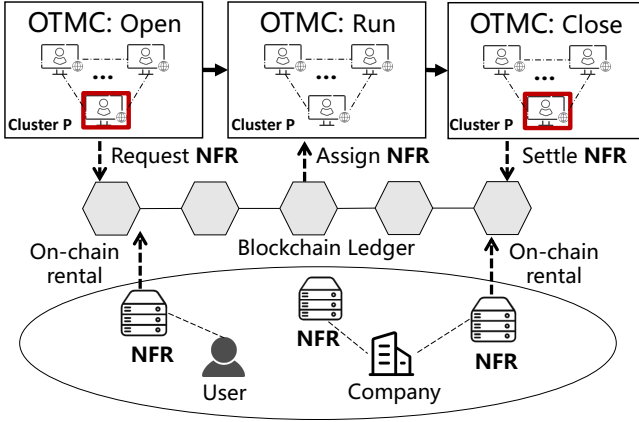 OTMC: Open
OTMC: Run
OTMC: Close
...
...
...
Cluster P
Cluster P
Cluster P
Request NFR
Assign NFR
Settle NFR
On-chain
rental
Blockchain Ledger
On-chain
rental
NFR
NFR
NFR
User
Company